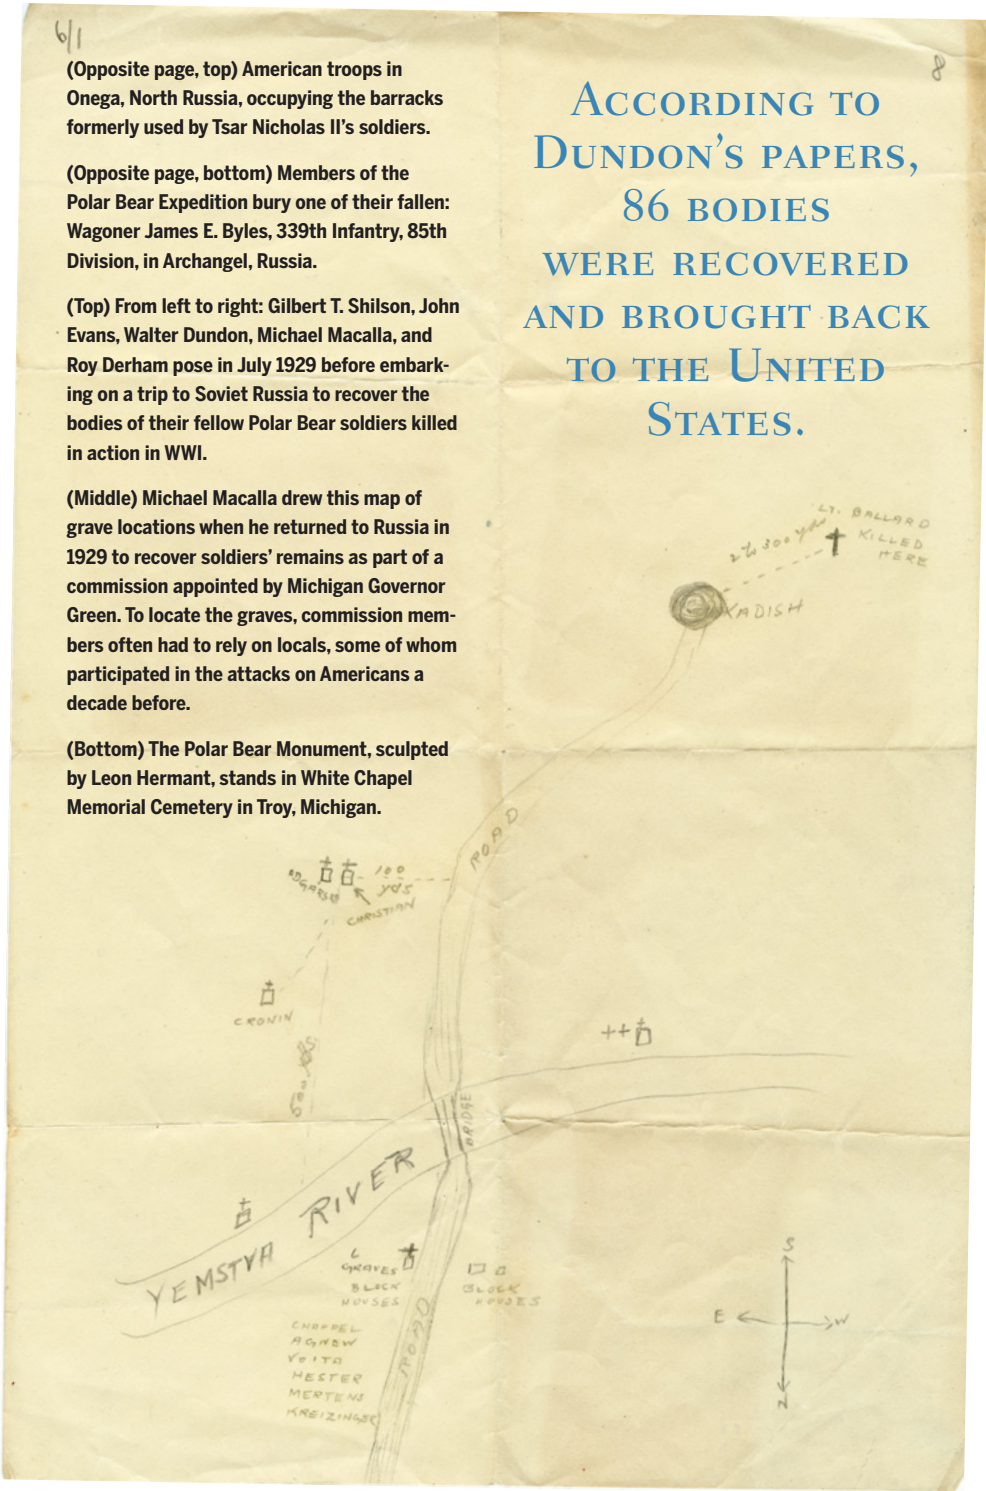 6/1
8
(Opposite page, top) American troops in
Onega, North Russia, occupying the barracks
formerly used by Tsar Nicholas II's soldiers.
(Opposite page, bottom) Members of the
Polar Bear Expedition bury one of their fallen:
Wagoner James E. Byles, 339th Infantry, 85th
Division, in Archangel, Russia.
(Top) From left to right: Gilbert T. Shilson, John
Evans, Walter Dundon, Michael Macalla, and
Roy Derham pose in July 1929 before embark-
ing on a trip to Soviet Russia to recover the
bodies of their fellow Polar Bear soldiers killed
in action in WWI.
(Middle) Michael Macalla drew this map of
grave locations when he returned to Russia in
1929 to recover soldiers' remains as part of a
commission appointed by Michigan Governor
Green. To locate the graves, commission mem-
bers often had to rely on locals, some of whom
participated in the attacks on Americans a
decade before.
(Bottom) The Polar Bear Monument, sculpted
by Leon Hermant, stands in White Chapel
Memorial Cemetery in Troy, Michigan.
According to
Dundon's papers,
86 bodies
were recovered
and brought back
to the United
States.
LT. BALLARD
KILLED
HERE
300 yds
KADISH
ROAD
100
yds
CHRISTIAN
CRONIN
BRIDGE
YEMSTVA RIVER
GRAVES
BLOCK
HOUSES
BLOCK
HOUSES
ROAD
CHAPPEL
AGNEW
VOITA
MESTER
MERTENS
KREIZINGER
S
E
W
N